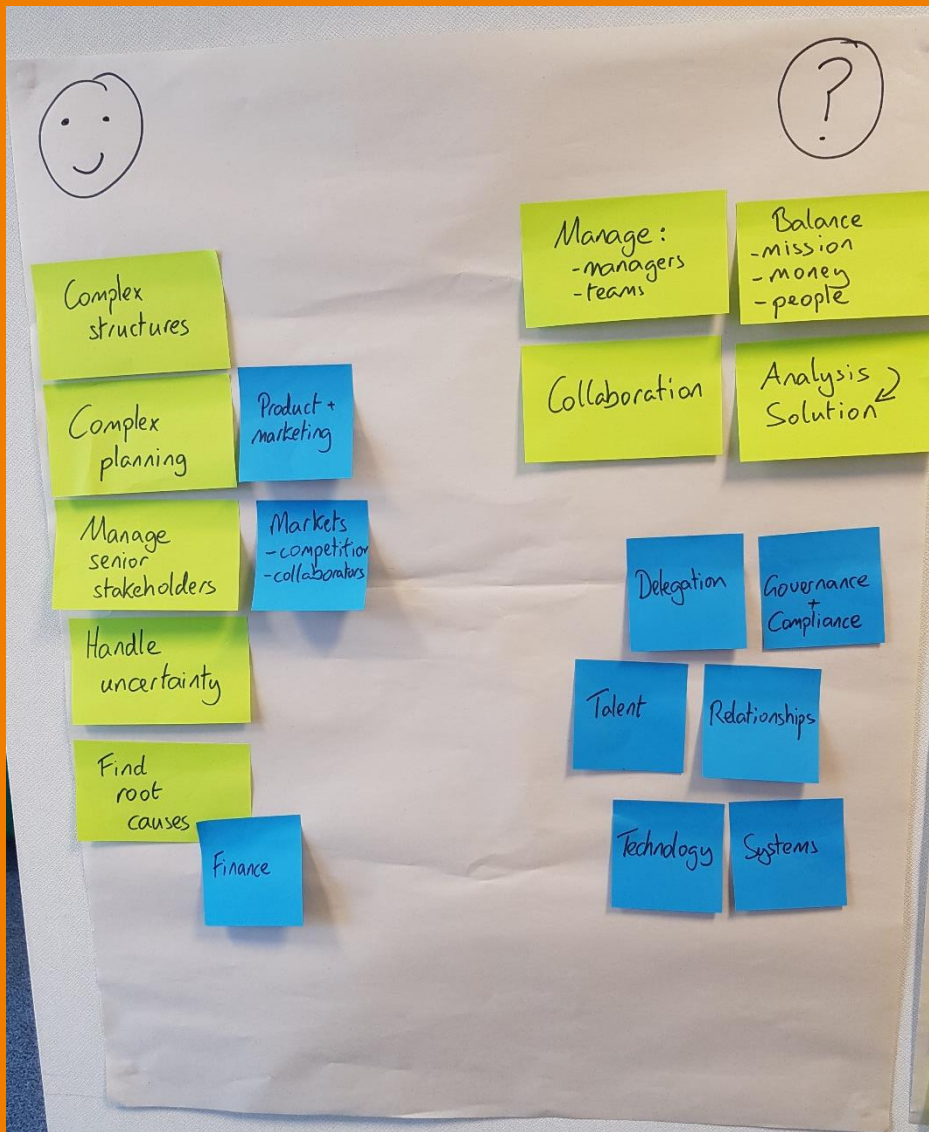 ?
Complex
structures
Complex
planning
Product +
marketing
Manage
senior
stakeholders
Markets
- competition
- collaborators
Handle
uncertainty
Find
root
causes
Finance
Manage:
- managers
- teams
Balance
- mission
- money
- people
Collaboration
Analysis
Solution
Delegation
Governance
+
Compliance
Talent
Relationships
Technology
Systems